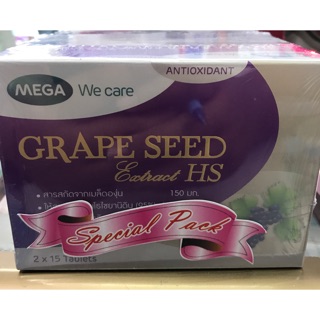 ANTIOXIDANT
MEGA We care
GRAPE SEED
Extract HS
• สารสกัดจากเมล็ดองุ่น 150 มก.
Special Pack
2 x 15 Tablets